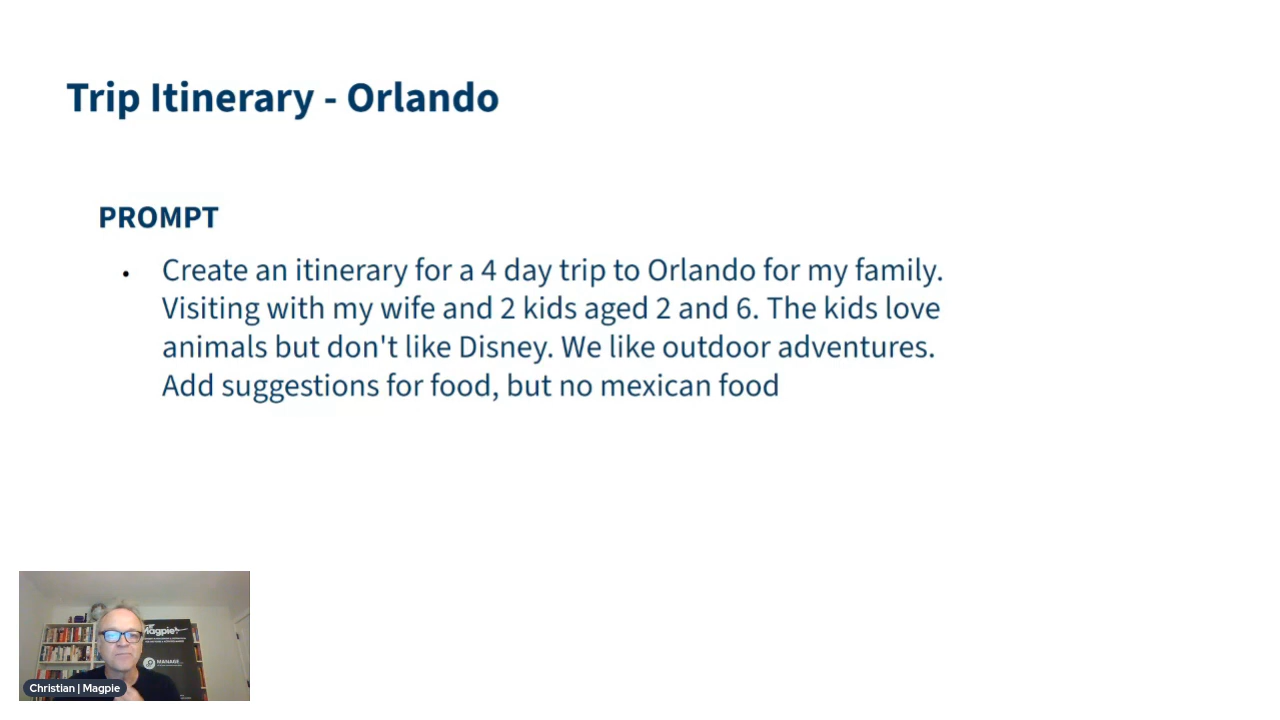 Trip Itinerary - Orlando
PROMPT
• Create an itinerary for a 4 day trip to Orlando for my family.
Visiting with my wife and 2 kids aged 2 and 6. The kids love
animals but don't like Disney. We like outdoor adventures.
Add suggestions for food, but no mexican food
Magpie
MANAGE
Christian | Magpie